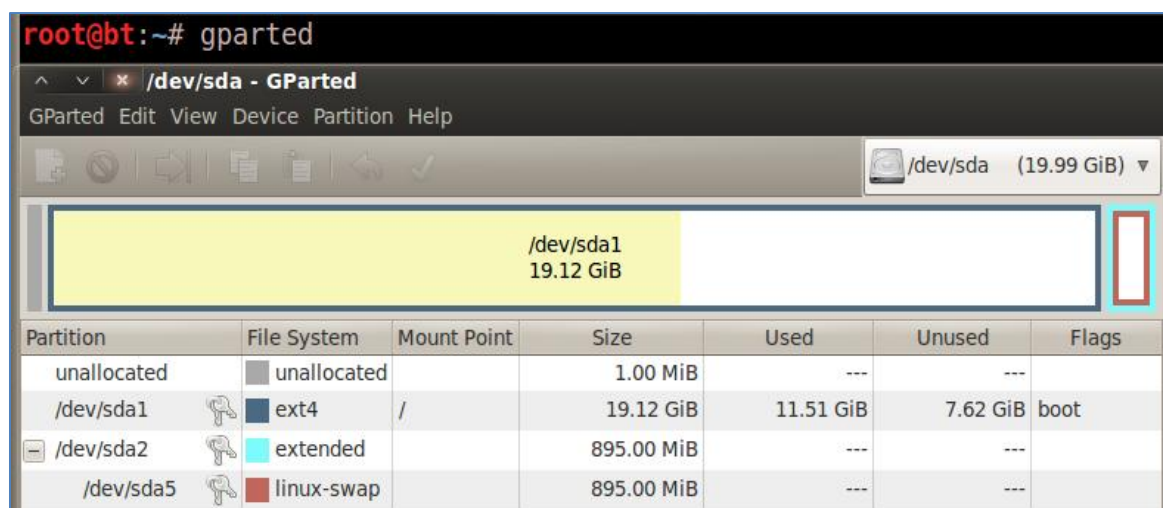 root@bt:~# gparted
/dev/sda - GParted
GParted Edit View Device Partition Help
/dev/sda (19.99 GiB)
/dev/sda1
19.12 GiB
Partition File System Mount Point Size Used Unused Flags
unallocated unallocated 1.00 MiB --- ---
/dev/sda1 ext4 / 19.12 GiB 11.51 GiB 7.62 GiB boot
/dev/sda2 extended 895.00 MiB --- ---
/dev/sda5 linux-swap 895.00 MiB --- ---